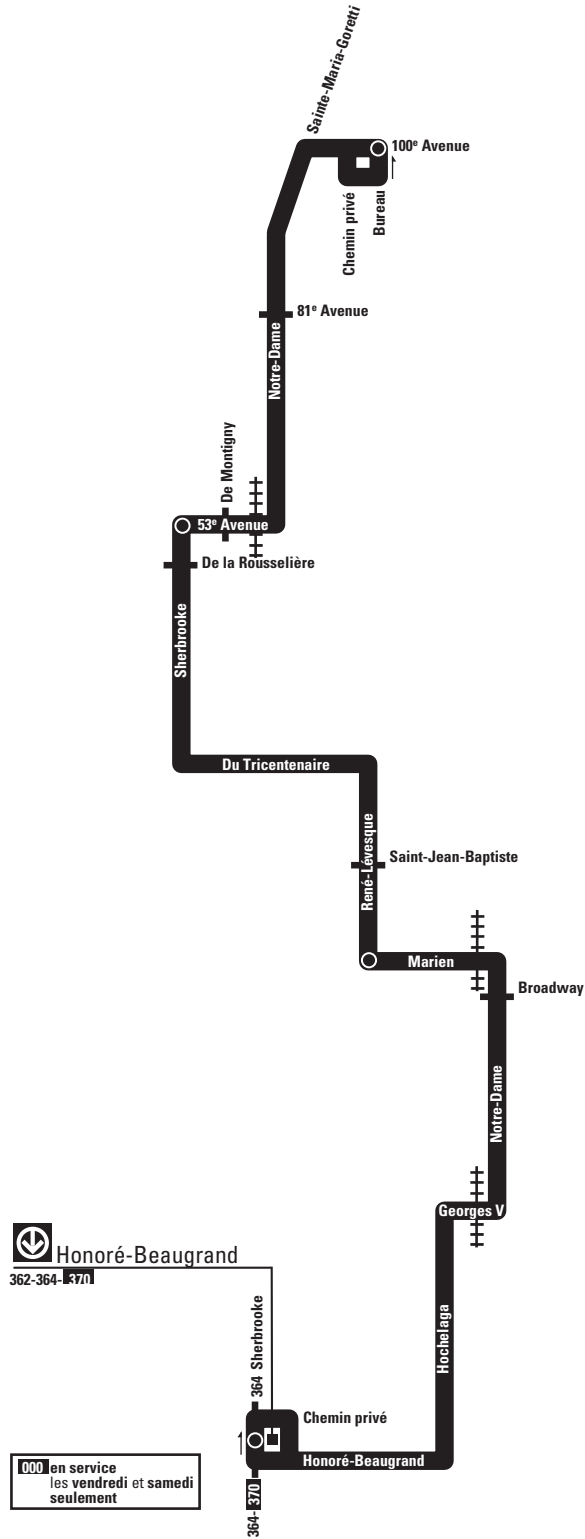 Sainte-Maria-Goretti
100e Avenue
Chemin privé
Bureau
81e Avenue
Notre-Dame
De Montigny
53e Avenue
De la Rousselière
Sherbrooke
Du Tricentenaire
René-Lévesque
Saint-Jean-Baptiste
Marien
Broadway
Notre-Dame
Georges V
Honoré-Beaugrand
362-364-370
Hochelaga
364 Sherbrooke
Chemin privé
Honoré-Beaugrand
364-370
000 en service
les vendredi et samedi
seulement